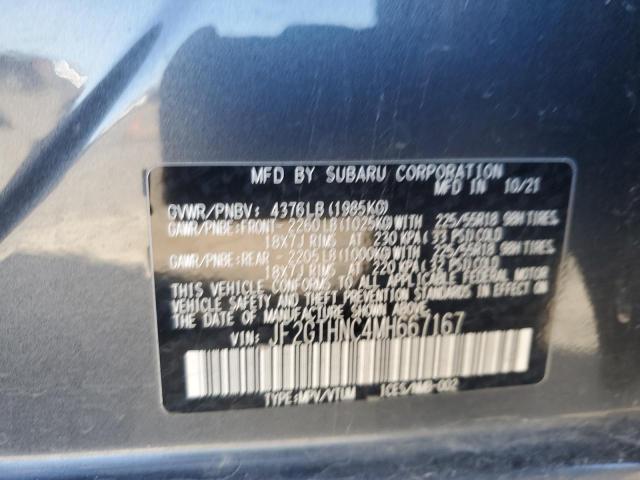 MFD BY SUBARU CORPORATION
MFD IN 10/21
GVWR/PNBV: 4376LB(1985KG)
GAWR/PNBE:FRONT- 2260LB(1025KG)WITH 225/55R18 98H TIRES.
18X7J RIMS AT 230 KPA(33 PSI)COLD
GAWR/PNBE:REAR - 2205LB(1000KG)WITH 225/55R18 98H TIRES.
18X7J RIMS AT 220 KPA( PSI)COLD
THIS VEHICLE CONFORMS TO ALL APPLICABLE FEDERAL MOTOR
VEHICLE SAFETY AND THEFT PREVENTION STANDARDS IN EFFECT
ON THE DATE OF MANUFACTURE SHOWN ABOVE.
VIN: JF2GTHNC4MH667167
TYPE:MPV/VTUM ICES/NMB-002